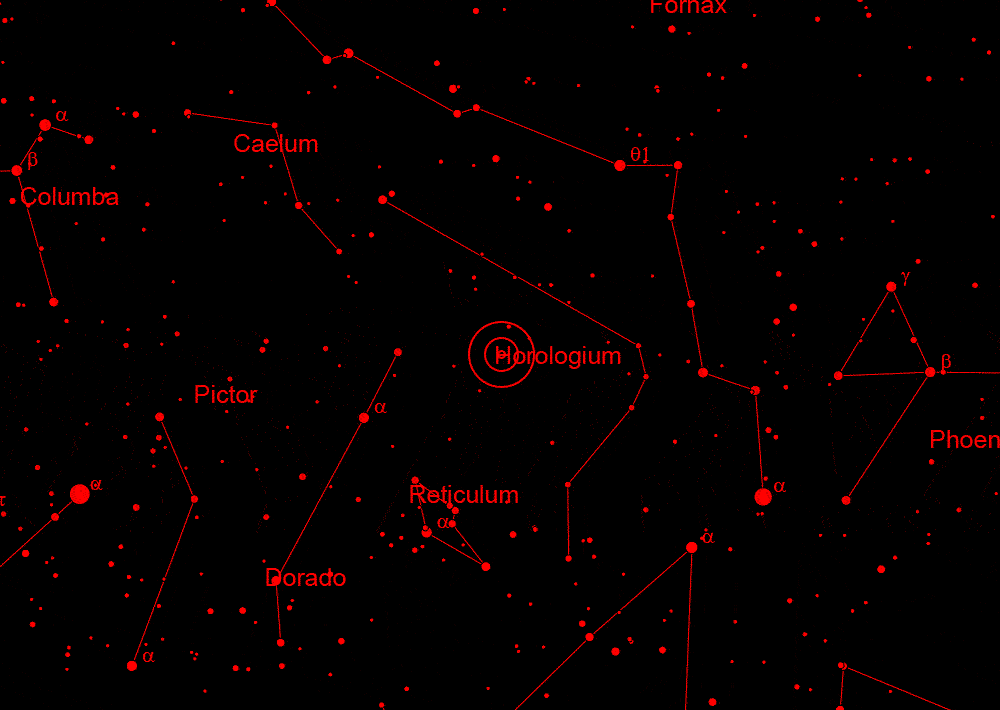 Fornax
α
Caelum
β
θ1
Columba
γ
Horologium
β
Pictor
α
Phoen
α
Reticulum
α
τ
α
α
Dorado
α